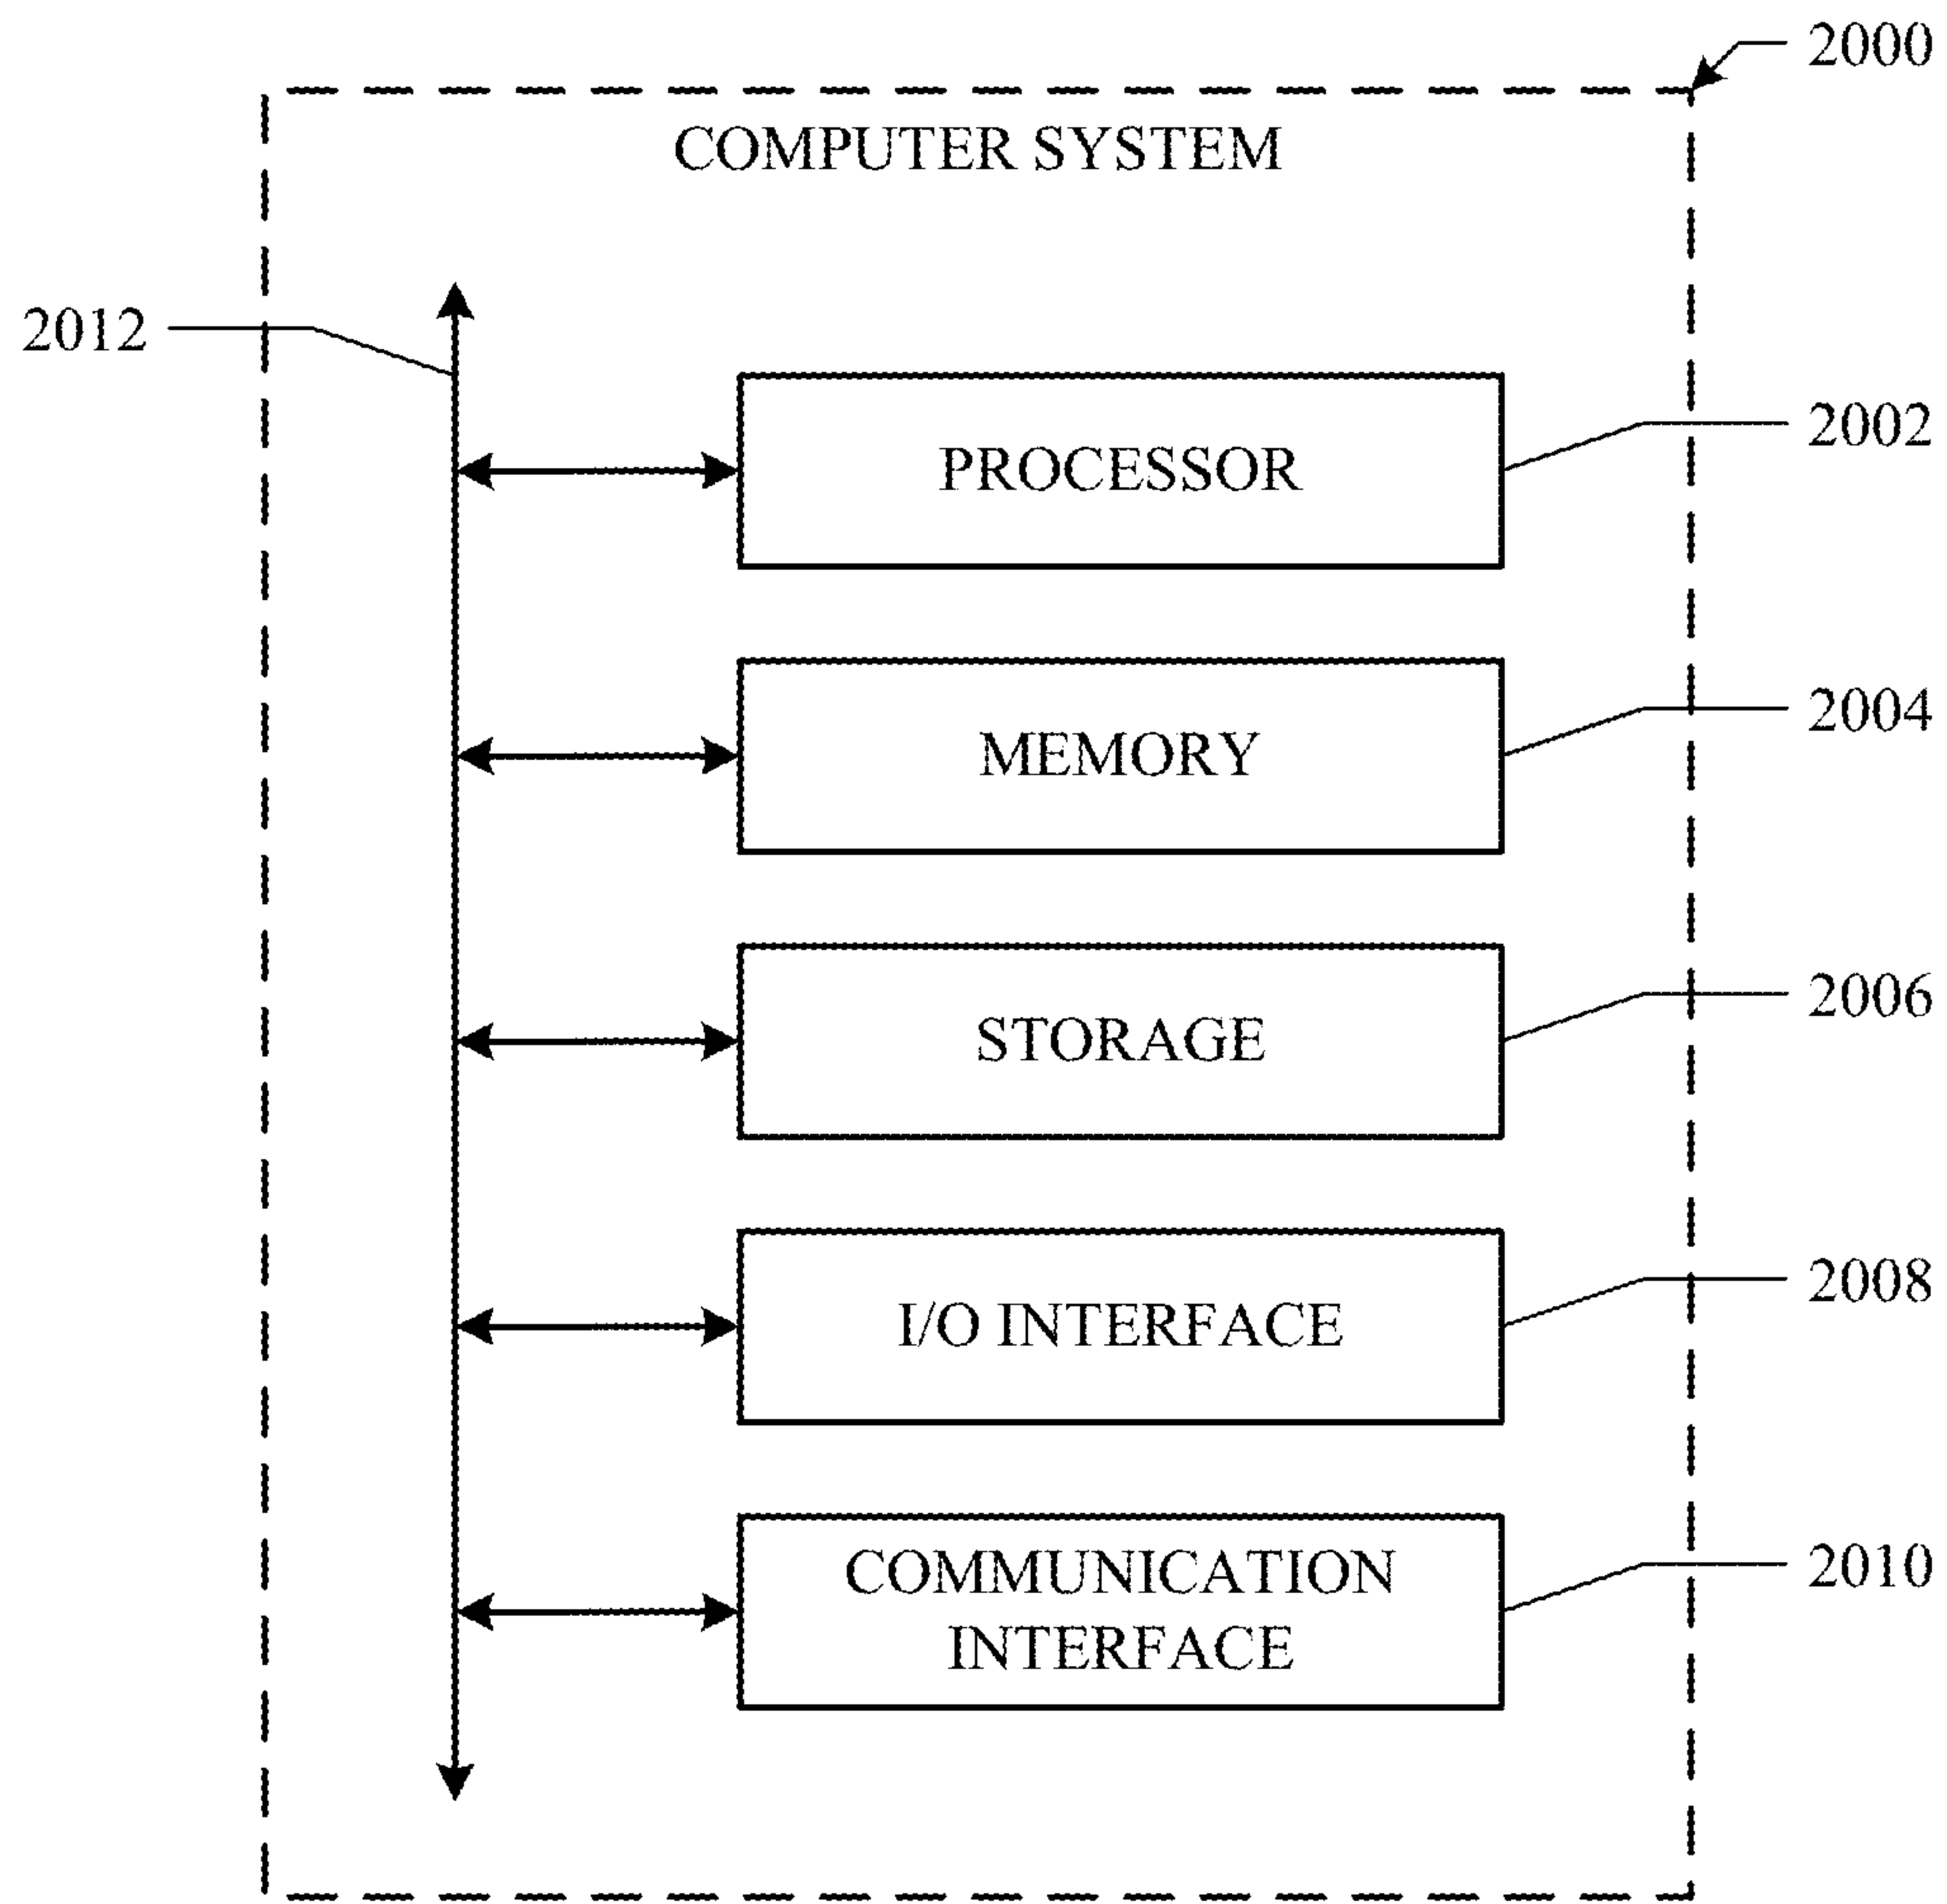 2000
COMPUTER SYSTEM
2012
PROCESSOR
2002
MEMORY
2004
STORAGE
2006
I/O INTERFACE
2008
COMMUNICATION
INTERFACE
2010